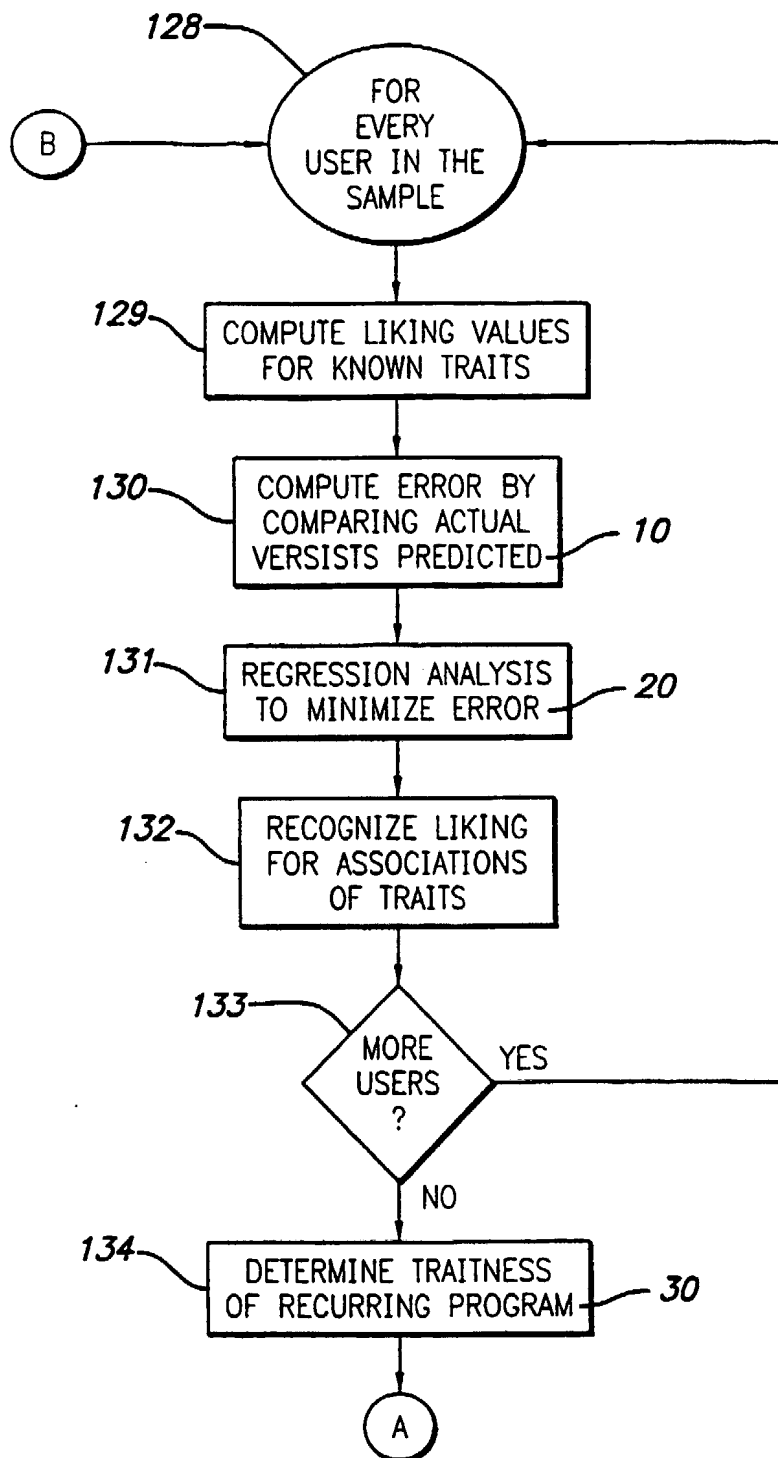 128
FOR
EVERY
USER IN THE
SAMPLE
B
129
COMPUTE LIKING VALUES
FOR KNOWN TRAITS
130
COMPUTE ERROR BY
COMPARING ACTUAL
VERSISTS PREDICTED
10
131
REGRESSION ANALYSIS
TO MINIMIZE ERROR
20
132
RECOGNIZE LIKING
FOR ASSOCIATIONS
OF TRAITS
133
MORE
USERS
?
YES
NO
134
DETERMINE TRAITNESS
OF RECURRING PROGRAM
30
A